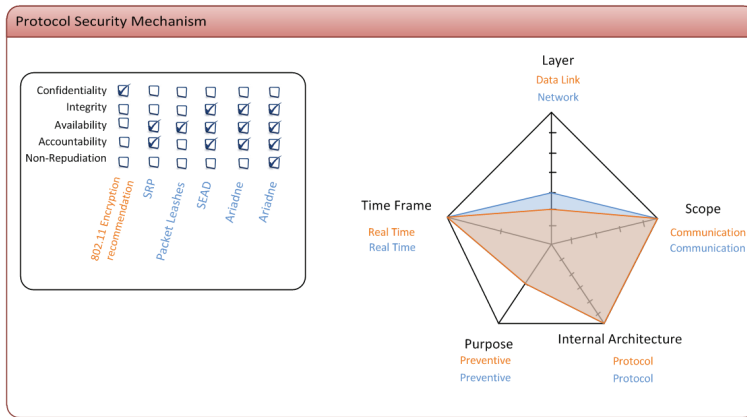 Protocol Security Mechanism
Confidentiality
Integrity
Availability
Accountability
Non-Repudiation
802.11 Encryption
recommendation
SRP
Packet Leashes
SEAD
Ariadne
Ariadne
Layer
Data Link
Network
Time Frame
Real Time
Real Time
Scope
Communication
Communication
Purpose
Preventive
Preventive
Internal Architecture
Protocol
Protocol